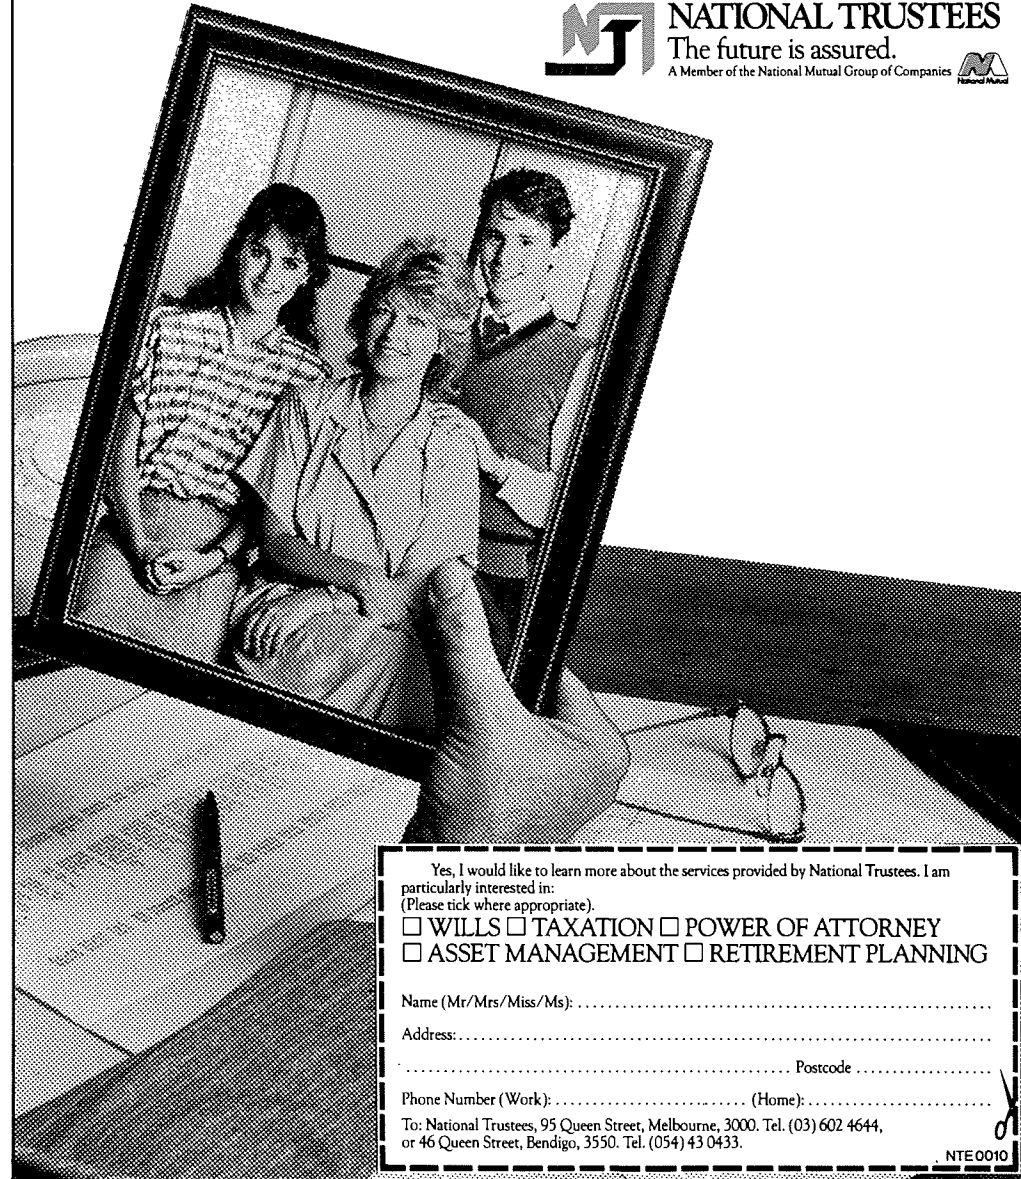 NATIONAL TRUSTEES
The future is assured.
A Member of the National Mutual Group of Companies
National Mutual
Yes, I would like to learn more about the services provided by National Trustees. I am
particularly interested in:
(Please tick where appropriate).
☐ WILLS ☐ TAXATION ☐ POWER OF ATTORNEY
☐ ASSET MANAGEMENT ☐ RETIREMENT PLANNING
Name (Mr/Mrs/Miss/Ms): ........................................
Address: ........................................
........................................ Postcode ....................
Phone Number (Work): .............................. (Home): ..............................
To: National Trustees, 95 Queen Street, Melbourne, 3000. Tel. (03) 602 4644,
or 46 Queen Street, Bendigo, 3550. Tel. (054) 43 0433.
NTE 0010